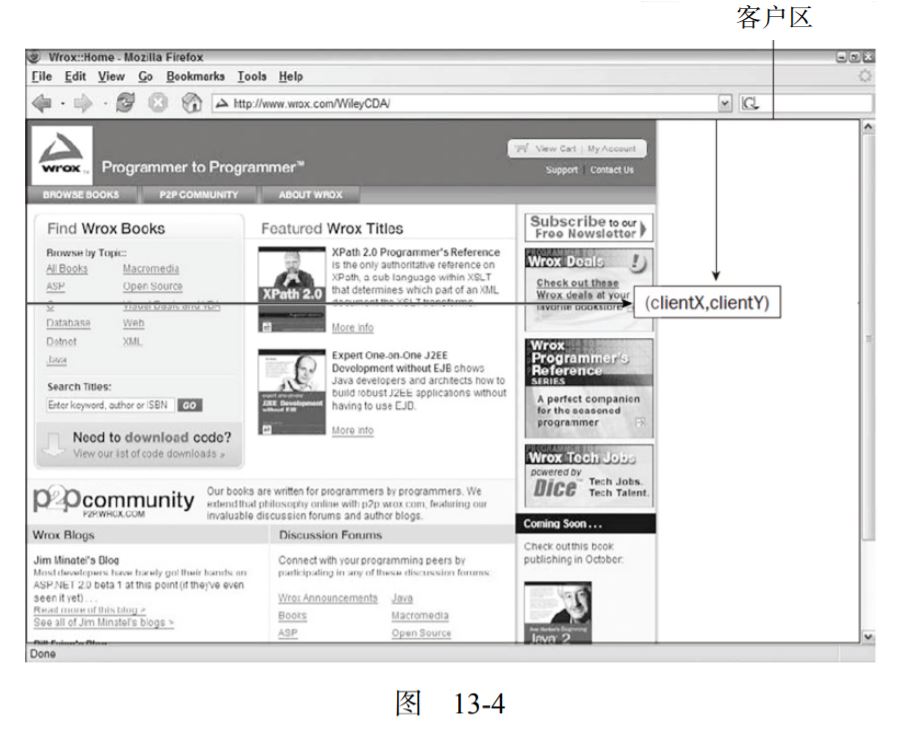 客户区
Wrox::Home - Mozilla Firefox
File Edit View Go Bookmarks Tools Help
http://www.wrox.com/WileyCDA/
G
View Cart | My Account
wrox
Programmer to Programmer™
Support | Contact Us
BROWSE BOOKS P2P COMMUNITY ABOUT WROX
Find Wrox Books
Browse by Topic:
All Books Macromedia
ASP Open Source
Database Web
Dotnet XML
Java
Search Titles:
Enter keyword, author or ISBN GO
Need to download code?
View our list of code downloads »
Featured Wrox Titles
XPath 2.0
XPath 2.0 Programmer's Reference
is the only authoritative reference on
XPath, a sub language within XSLT
that determines which part of an XML
document the XSLT transforms.
More info
J2EE Development
without EJB
Expert One-on-One J2EE
Development without EJB shows
Java developers and architects how to
build robust J2EE applications without
having to use EJB.
More info
Subscribe to our
Free Newsletter
Wrox Deals
Check out these
Wrox deals at your
favorite bookstore
(clientX,clientY)
Wrox
Programmer's
Reference
SERIES
A perfect companion
for the seasoned
programmer
Wrox Tech Jobs
powered by
Dice Tech Jobs.
Tech Talent.
Coming Soon...
Check out this book
publishing in October:
Java 2
p2pcommunity
P2P.WROX.COM
Our books are written for programmers by programmers. We
extend that philosophy online with p2p.wrox.com, featuring our
invaluable discussion forums and author blogs.
Wrox Blogs
Jim Minatel's Blog
Most developers have barely got their hands on
ASP.NET 2.0 beta 1 at this point (if they've even
seen it yet) ...
Read more of this blog »
See all of Jim Minatel's blogs »
Discussion Forums
Connect with your programming peers by
participating in any of these discussion forums:
Wrox Announcements Java
Books Macromedia
ASP Open Source
Done
图 13-4